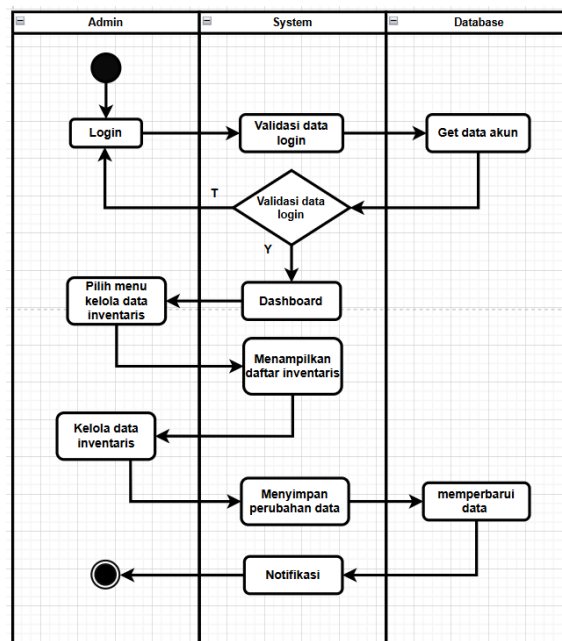 Admin
System
Database
Login
Validasi data
login
Get data akun
T
Validasi data
login
Y
Pilih menu
kelola data
inventaris
Dashboard
Menampilkan
daftar inventaris
Kelola data
inventaris
Menyimpan
perubahan data
memperbarui
data
Notifikasi